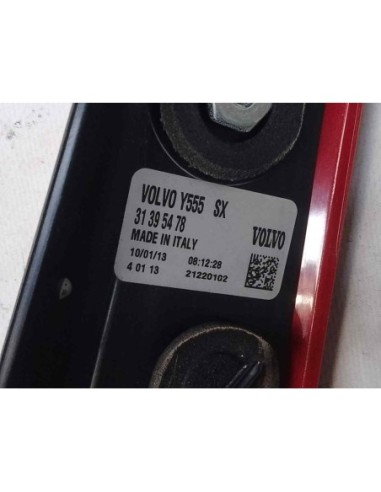 VOLVO Y555 SX
31 39 54 78
MADE IN ITALY
VOLVO
10/01/13 08:12:28
4 01 13 21220102